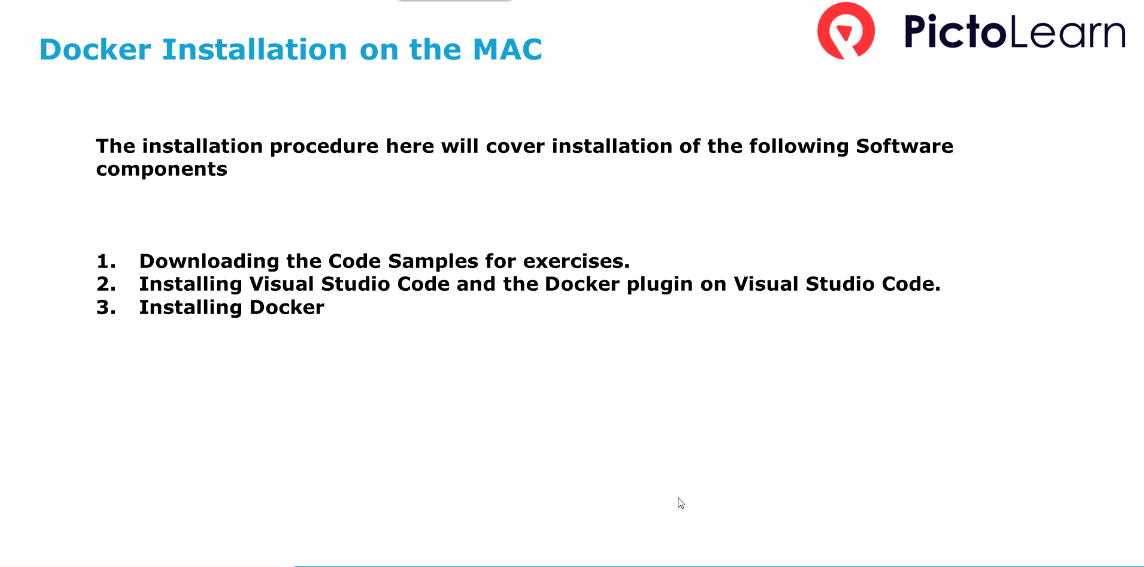 Docker Installation on the MAC
PictoLearn
The installation procedure here will cover installation of the following Software
components
1. Downloading the Code Samples for exercises.
2. Installing Visual Studio Code and the Docker plugin on Visual Studio Code.
3. Installing Docker